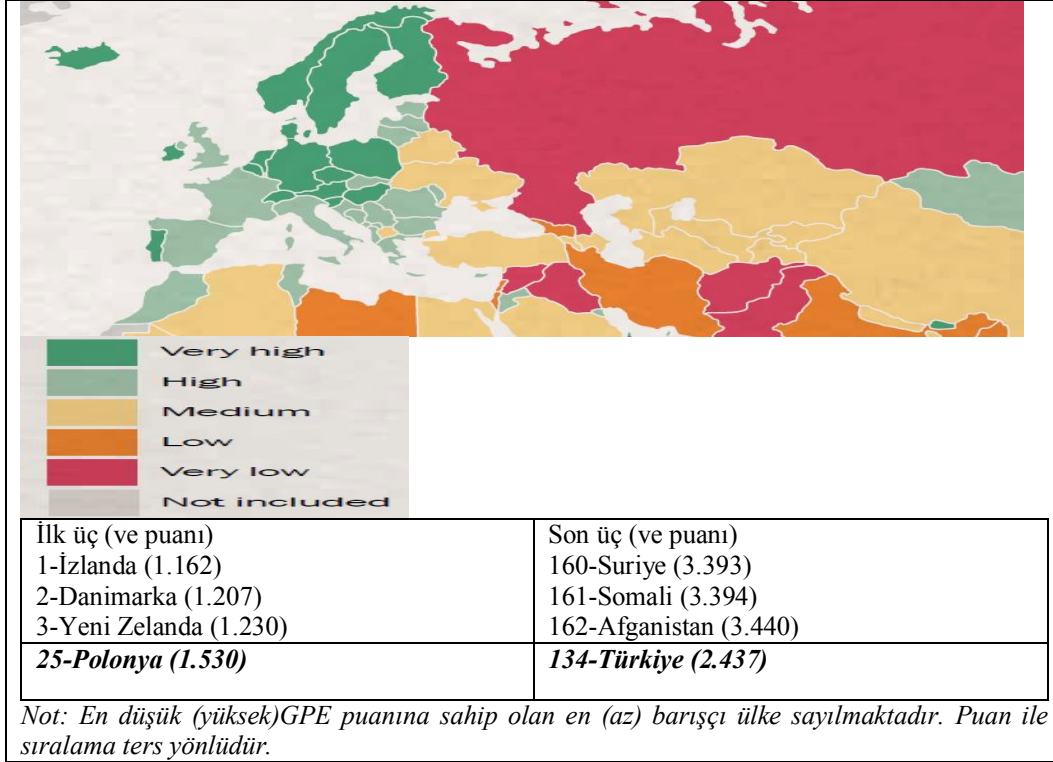 Very high
High
Medium
Low
Very low
Not included
İlk üç (ve puanı)
1-İzlanda (1.162)
2-Danimarka (1.207)
3-Yeni Zelanda (1.230)
Son üç (ve puanı)
160-Suriye (3.393)
161-Somali (3.394)
162-Afganistan (3.440)
25-Polonya (1.530)
134-Türkiye (2.437)
Not: En düşük (yüksek)GPE puanına sahip olan en (az) barışçı ülke sayılmaktadır. Puan ile
sıralama ters yönlüdür.